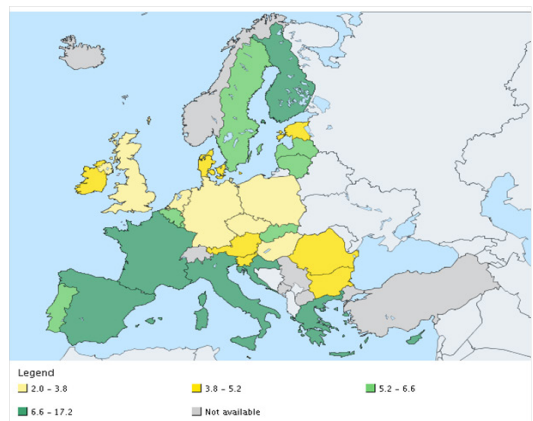 Legend
2.0 - 3.8
3.8 - 5.2
5.2 - 6.6
6.6 - 17.2
Not available